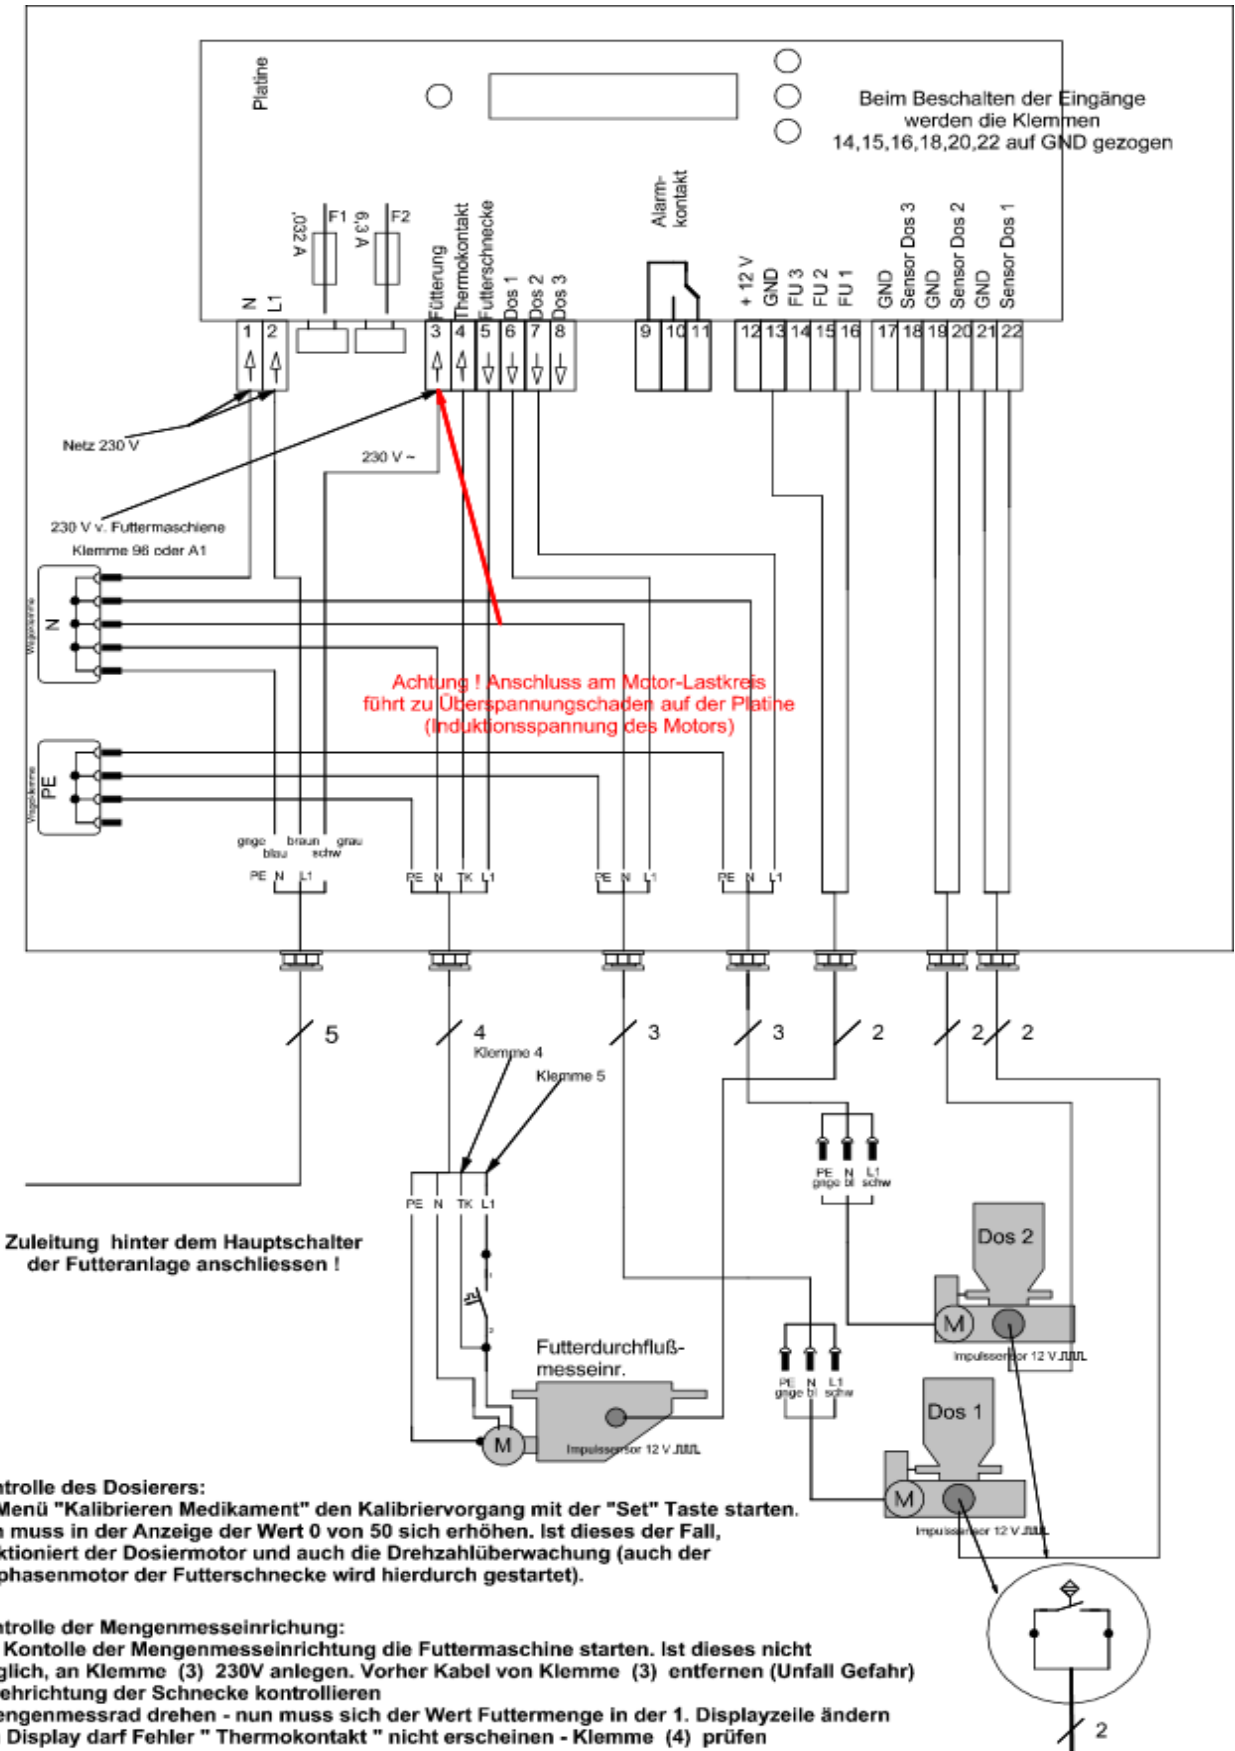 Platine
Beim Beschalten der Eingänge
werden die Klemmen
14,15,16,18,20,22 auf GND gezogen
,032 A
F1
6,3 A
F2
N
L1
Fütterung
Thermokontakt
Futterschnecke
Dos 1
Dos 2
Dos 3
Alarm-
kontakt
+ 12 V
GND
FU 3
FU 2
FU 1
GND
Sensor Dos 3
GND
Sensor Dos 2
GND
Sensor Dos 1
1 2 3 4 5 6 7 8 9 10 11 12 13 14 15 16 17 18 19 20 21 22
Netz 230 V
230 V ~
230 V v. Futtermaschiene
Klemme 96 oder A1
N
Achtung ! Anschluss am Motor-Lastkreis
führt zu Überspannungschaden auf der Platine
(Induktionsspannung des Motors)
PE
Wagoklemme
gnge braun grau
blau schw
PE N L1
PE N TK L1
PE N L1
PE N L1
5 4 3 3 2 2 2
Klemme 4
Klemme 5
PE N L1
gnge bl schw
PE N TK L1
Zuleitung hinter dem Hauptschalter
der Futteranlage anschliessen !
1
2
Dos 2
M
Impulssensor 12 V
Futterdurchfluß-
messeinr.
PE N L1
gnge bl schw
Dos 1
M
Impulssensor 12 V
M
Impulssensor 12 V
ntrolle des Dosierers:
Menü "Kalibrieren Medikament" den Kalibriervorgang mit der "Set" Taste starten.
n muss in der Anzeige der Wert 0 von 50 sich erhöhen. Ist dieses der Fall,
ktioniert der Dosiermotor und auch die Drehzahlüberwachung (auch der
phasenmotor der Futterschnecke wird hierdurch gestartet).
ntrolle der Mengenmesseinrichung:
Kontolle der Mengenmesseinrichtung die Futtermaschine starten. Ist dieses nicht
glich, an Klemme (3) 230V anlegen. Vorher Kabel von Klemme (3) entfernen (Unfall Gefahr)
ehrichtung der Schnecke kontrollieren
engenmessrad drehen - nun muss sich der Wert Futtermenge in der 1. Displayzeile ändern
Display darf Fehler " Thermokontakt " nicht erscheinen - Klemme (4) prüfen
2